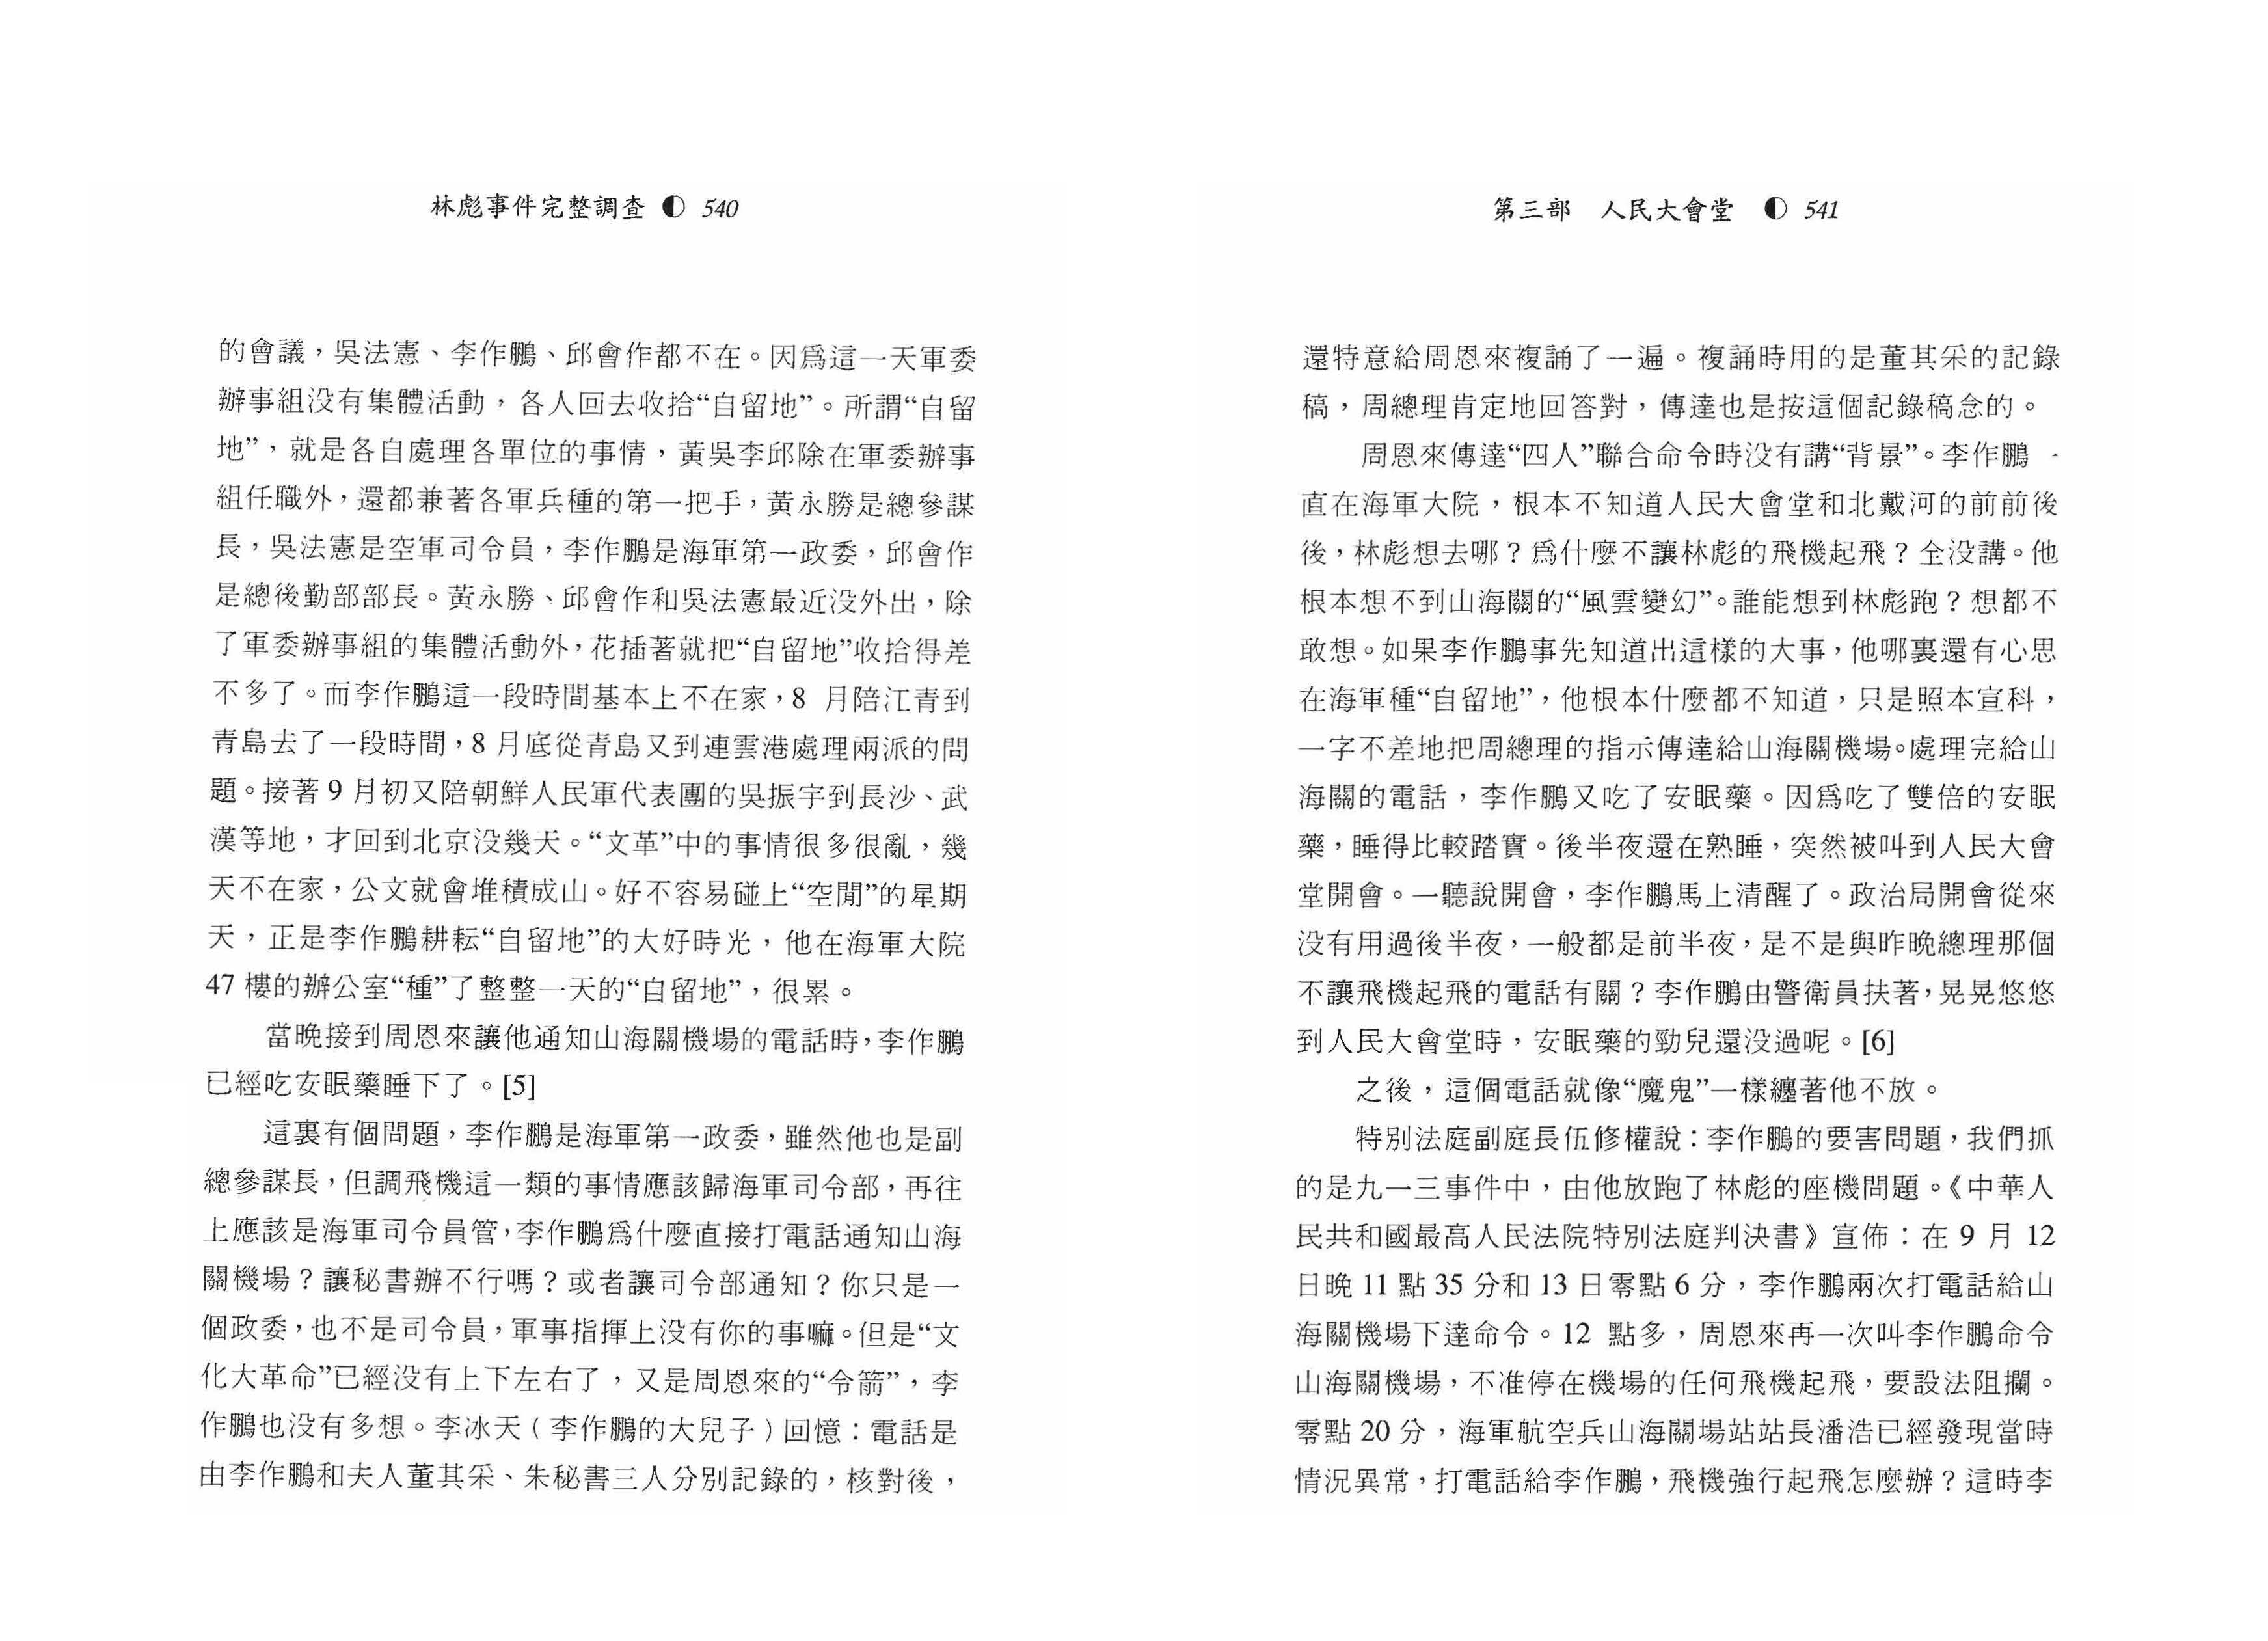 林彪事件完整調查 ◐ 540
的會議，吳法憲、李作鵬、邱會作都不在。因爲這一天軍委
辦事組没有集體活動，各人回去收拾“自留地”。所謂“自留
地”，就是各自處理各單位的事情，黃吳李邱除在軍委辦事
組任職外，還都兼著各軍兵種的第一把手，黃永勝是總參謀
長，吳法憲是空軍司令員，李作鵬是海軍第一政委，邱會作
是總後勤部部長。黃永勝、邱會作和吳法憲最近没外出，除
了軍委辦事組的集體活動外，花插著就把“自留地”收拾得差
不多了。而李作鵬這一段時間基本上不在家，8 月陪江青到
青島去了一段時間，8 月底從青島又到連雲港處理兩派的問
題。接著 9 月初又陪朝鮮人民軍代表團的吳振宇到長沙、武
漢等地，才回到北京没幾天。“文革”中的事情很多很亂，幾
天不在家，公文就會堆積成山。好不容易碰上“空閒”的星期
天，正是李作鵬耕耘“自留地”的大好時光，他在海軍大院
47 樓的辦公室“種”了整整一天的“自留地”，很累。
當晚接到周恩來讓他通知山海關機場的電話時，李作鵬
已經吃安眠藥睡下了。[5]
這裏有個問題，李作鵬是海軍第一政委，雖然他也是副
總參謀長，但調飛機這一類的事情應該歸海軍司令部，再往
上應該是海軍司令員管，李作鵬爲什麼直接打電話通知山海
關機場？讓秘書辦不行嗎？或者讓司令部通知？你只是一
個政委，也不是司令員，軍事指揮上没有你的事嘛。但是“文
化大革命”已經没有上下左右了，又是周恩來的“令箭”，李
作鵬也没有多想。李冰天（李作鵬的大兒子）回憶：電話是
由李作鵬和夫人董其采、朱秘書三人分別記錄的，核對後，
第三部 人民大會堂 ◐ 541
還特意給周恩來複誦了一遍。複誦時用的是董其采的記錄
稿，周總理肯定地回答對，傳達也是按這個記錄稿念的。
周恩來傳達“四人”聯合命令時没有講“背景”。李作鵬
直在海軍大院，根本不知道人民大會堂和北戴河的前前後
後，林彪想去哪？爲什麼不讓林彪的飛機起飛？全没講。他
根本想不到山海關的“風雲變幻”。誰能想到林彪跑？想都不
敢想。如果李作鵬事先知道出這樣的大事，他哪裏還有心思
在海軍種“自留地”，他根本什麼都不知道，只是照本宣科，
一字不差地把周總理的指示傳達給山海關機場。處理完給山
海關的電話，李作鵬又吃了安眠藥。因爲吃了雙倍的安眠
藥，睡得比較踏實。後半夜還在熟睡，突然被叫到人民大會
堂開會。一聽說開會，李作鵬馬上清醒了。政治局開會從來
没有用過後半夜，一般都是前半夜，是不是與昨晚總理那個
不讓飛機起飛的電話有關？李作鵬由警衛員扶著，晃晃悠悠
到人民大會堂時，安眠藥的勁兒還没過呢。[6]
之後，這個電話就像“魔鬼”一樣纏著他不放。
特別法庭副庭長伍修權說：李作鵬的要害問題，我們抓
的是九一三事件中，由他放跑了林彪的座機問題。《中華人
民共和國最高人民法院特別法庭判決書》宣佈：在 9 月 12
日晚 11 點 35 分和 13 日零點 6 分，李作鵬兩次打電話給山
海關機場下達命令。12 點多，周恩來再一次叫李作鵬命令
山海關機場，不准停在機場的任何飛機起飛，要設法阻攔。
零點 20 分，海軍航空兵山海關場站站長潘浩已經發現當時
情況異常，打電話給李作鵬，飛機強行起飛怎麼辦？這時李